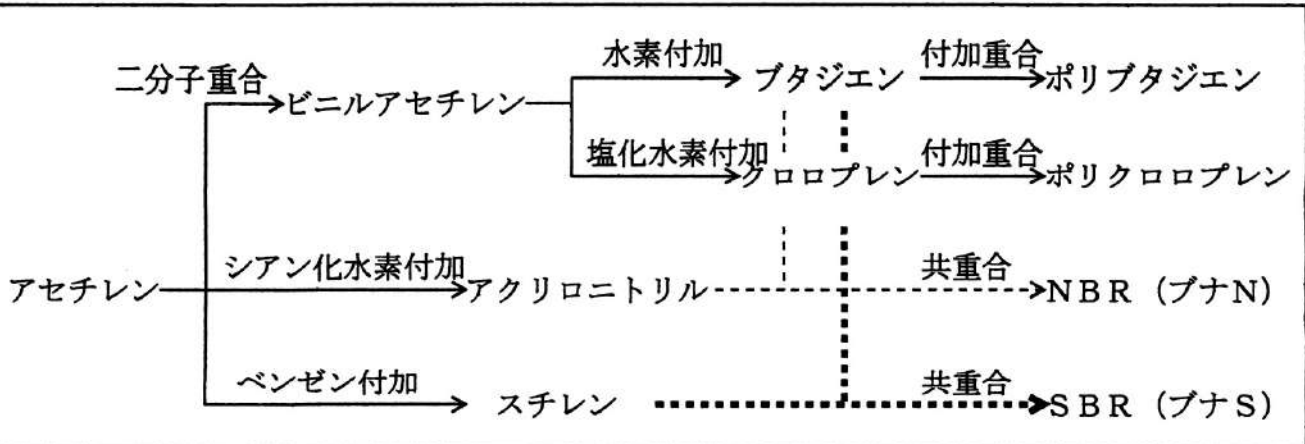 水素付加 付加重合
二分子重合 ブタジエン ポリブタジエン
ビニルアセチレン
塩化水素付加 付加重合
クロロプレン ポリクロロプレン
シアン化水素付加 共重合
アセチレン アクリロニトリル NBR（ブナN）
ベンゼン付加 共重合
スチレン SBR（ブナS）